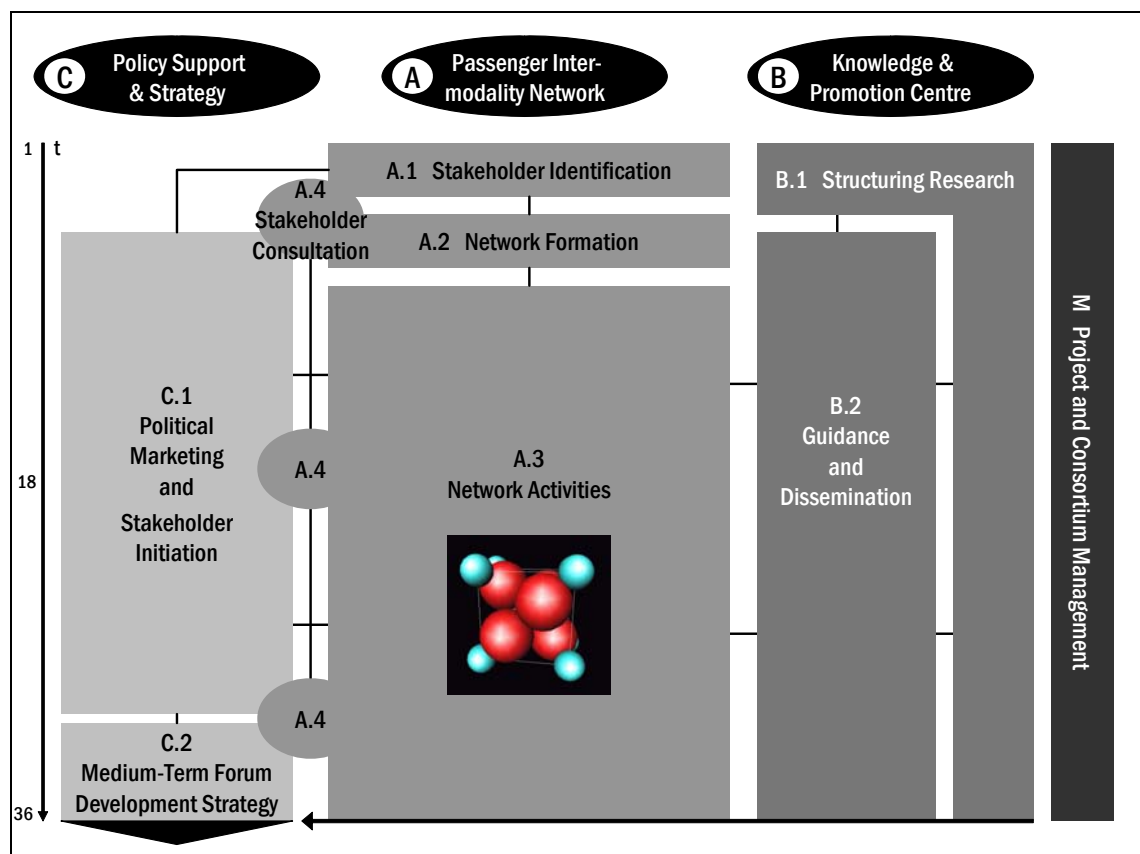 C
Policy Support
& Strategy
A
Passenger Inter-
modality Network
B
Knowledge &
Promotion Centre
1
t
A.1 Stakeholder Identification
B.1 Structuring Research
A.4
Stakeholder
Consultation
A.2 Network Formation
M Project and Consortium Management
C.1
Political
Marketing
and
Stakeholder
Initiation
B.2
Guidance
and
Dissemination
A.3
Network Activities
18
A.4
A.4
C.2
Medium-Term Forum
Development Strategy
36